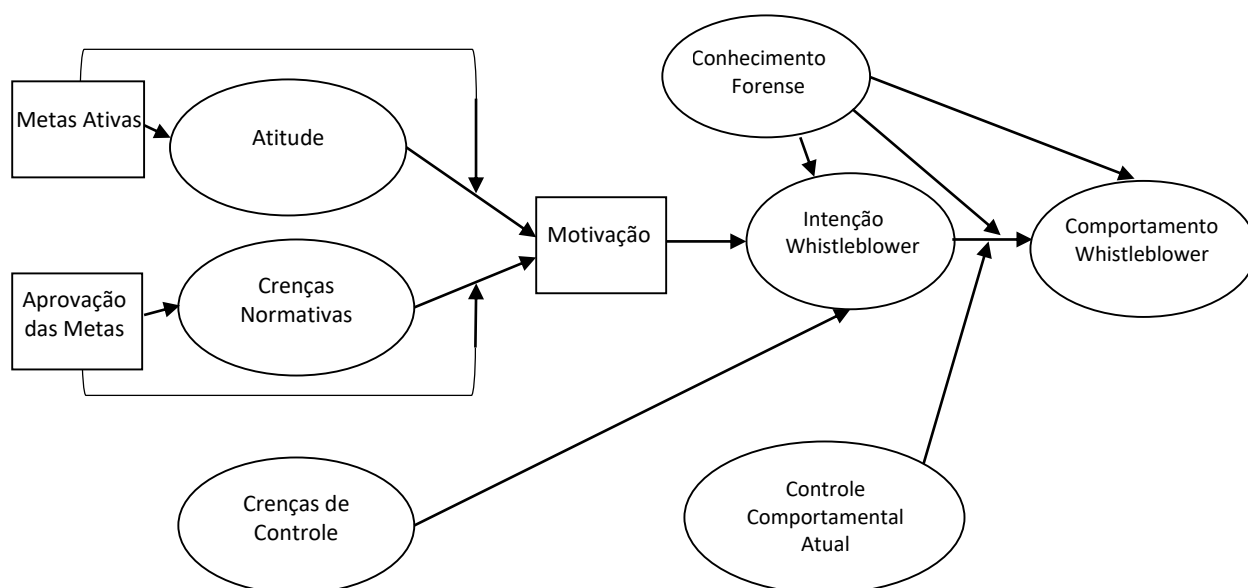 Metas Ativas
Atitude
Conhecimento
Forense
Aprovação
das Metas
Crenças
Normativas
Motivação
Intenção
Whistleblower
Comportamento
Whistleblower
Crenças de
Controle
Controle
Comportamental
Atual